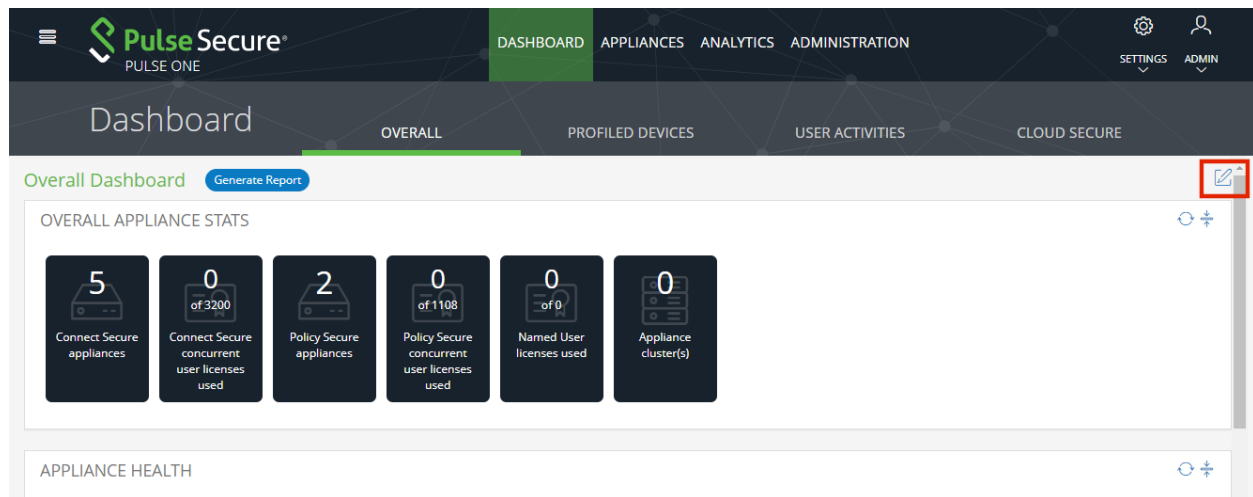 Pulse Secure®
PULSE ONE
DASHBOARD APPLIANCES ANALYTICS ADMINISTRATION
SETTINGS ADMIN
Dashboard
OVERALL PROFILED DEVICES USER ACTIVITIES CLOUD SECURE
Overall Dashboard Generate Report
OVERALL APPLIANCE STATS
5
Connect Secure
appliances
0
of 3200
Connect Secure
concurrent
user licenses
used
2
Policy Secure
appliances
0
of 1108
Policy Secure
concurrent
user licenses
used
0
of 0
Named User
licenses used
0
Appliance
cluster(s)
APPLIANCE HEALTH